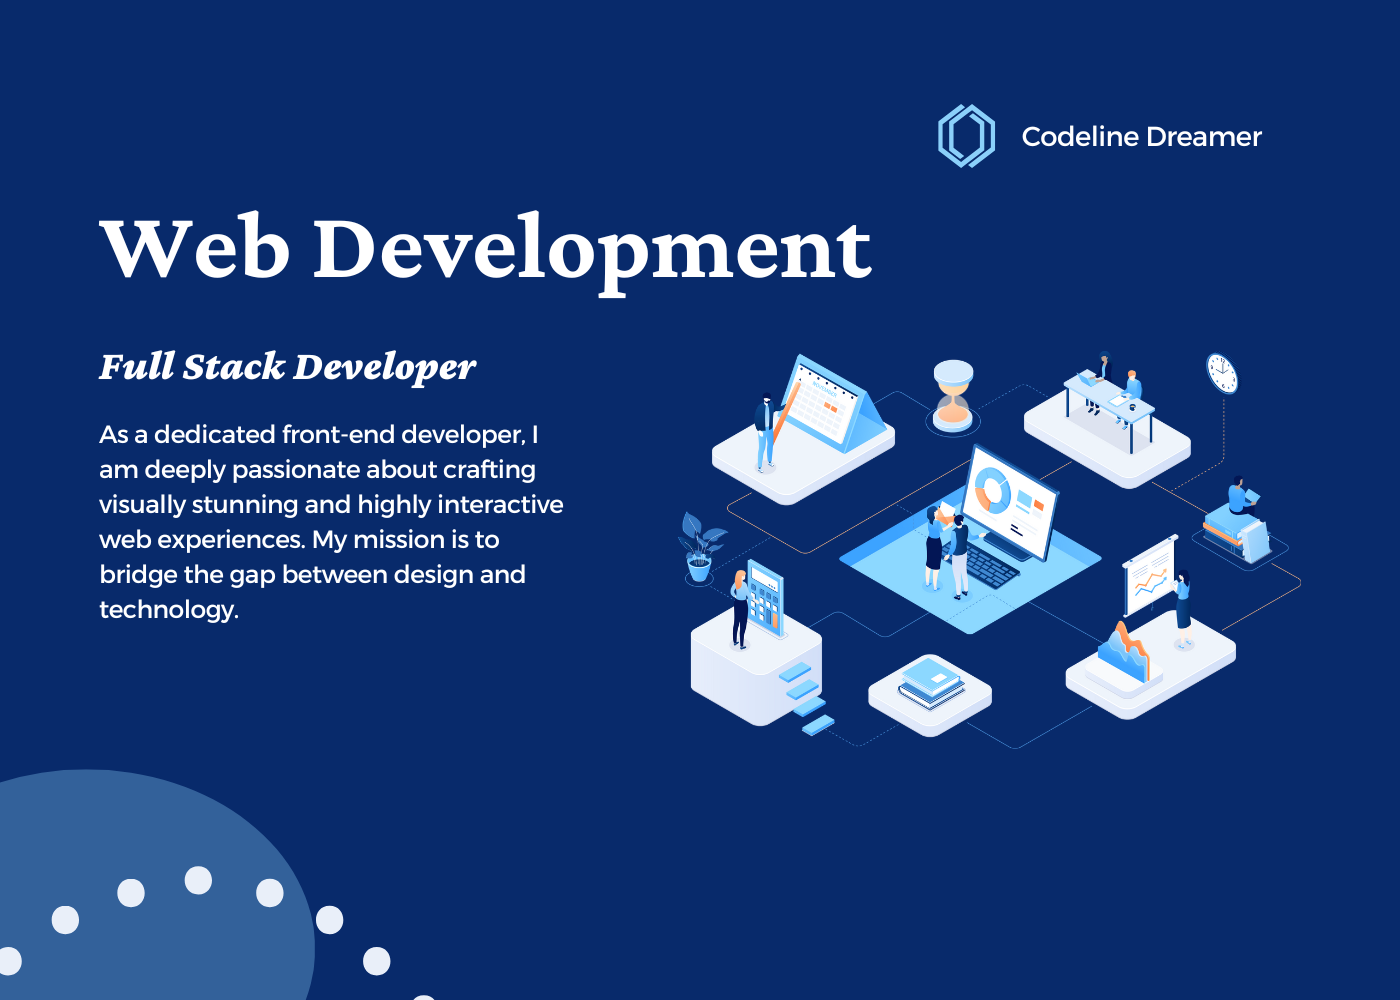 Codeline Dreamer
Web Development
Full Stack Developer
As a dedicated front-end developer, I
am deeply passionate about crafting
visually stunning and highly interactive
web experiences. My mission is to
bridge the gap between design and
technology.